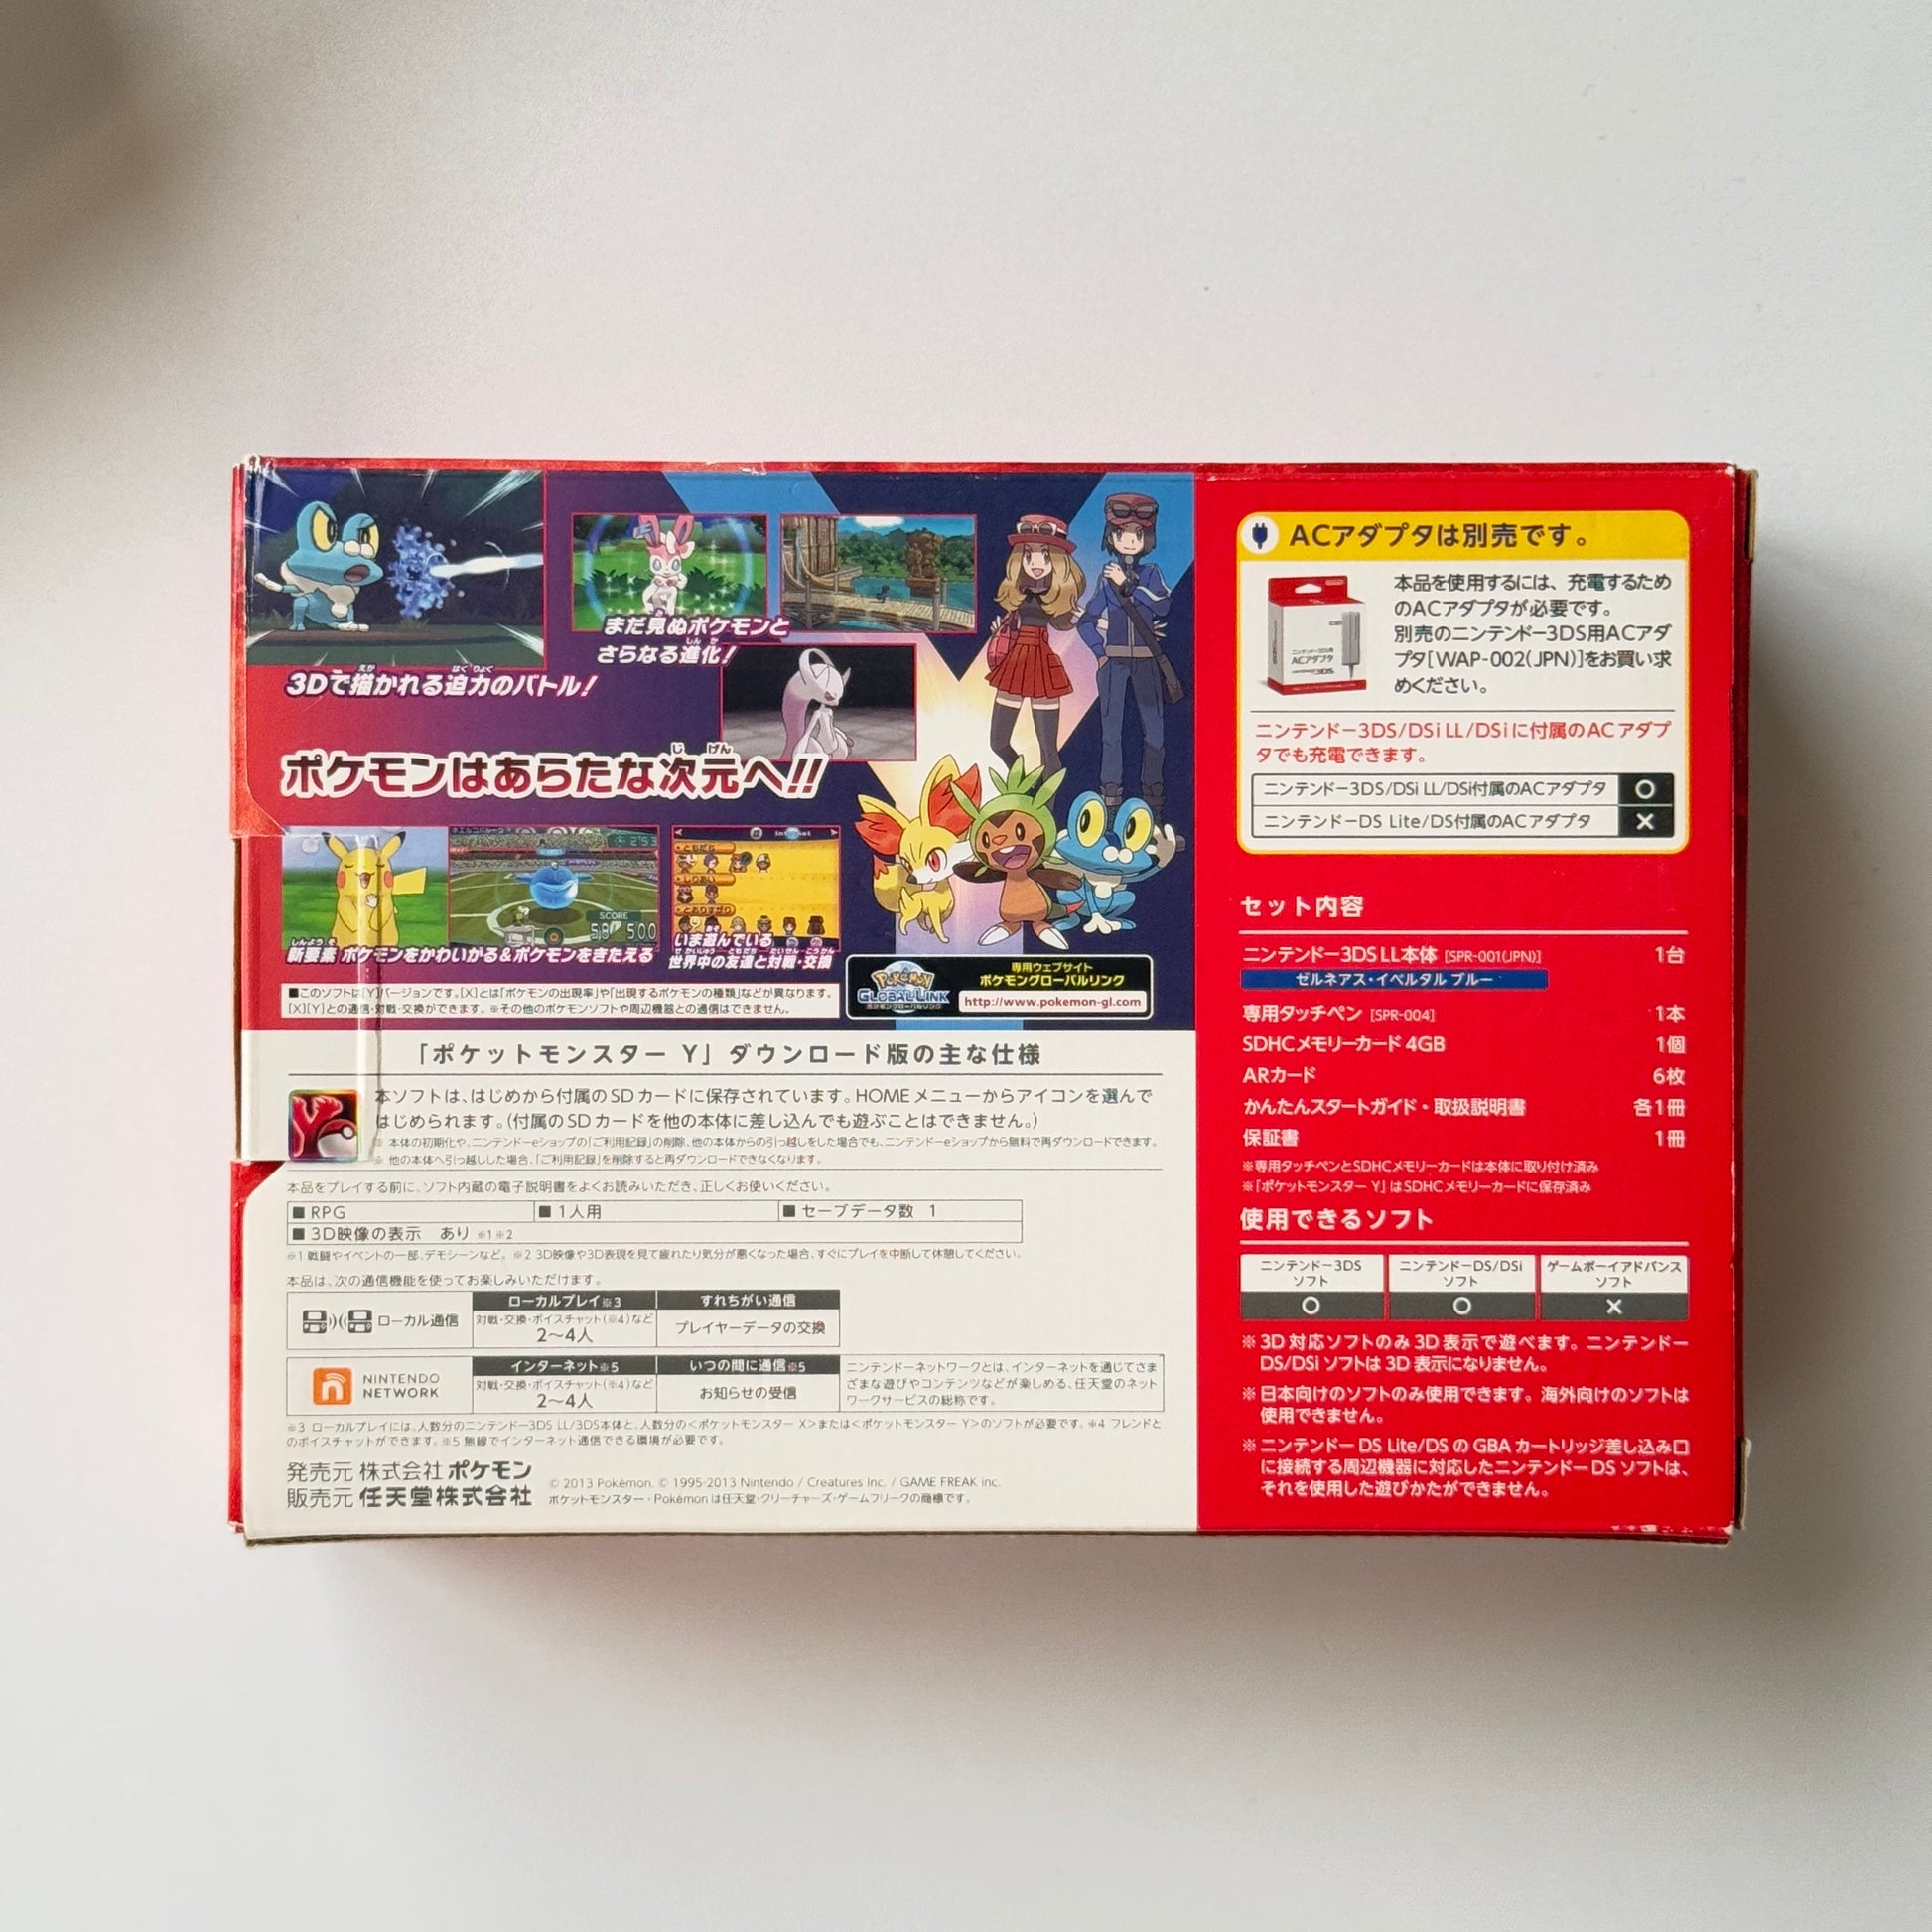 3Dで描かれる迫力のバトル！
まだ見ぬポケモンと
さらなる進化！
ポケモンはあらたな次元へ!!
SCORE
58 500
新要素 ポケモンをかわいがる&ポケモンをきたえる
いま遊んでいる
世界中の友達と対戦・交換
■このソフトは[Y]バージョンです。[X]とは「ポケモンの出現率」や「出現するポケモンの種類」などが異なります。
[X][Y]との通信・対戦・交換ができます。※その他のポケモンソフトや周辺機器との通信はできません。
Pokémon
GLOBAL LINK
ポケモングローバルリンク
専用ウェブサイト
ポケモングローバルリンク
http://www.pokemon-gl.com
「ポケットモンスター Y」ダウンロード版の主な仕様
本ソフトは、はじめから付属のSDカードに保存されています。HOMEメニューからアイコンを選んで
はじめられます。(付属のSDカードを他の本体に差し込んでも遊ぶことはできません。)
※ 本体の初期化や、ニンテンドーeショップの「ご利用記録」の削除、他の本体からの引っ越しをした場合でも、ニンテンドーeショップから無料で再ダウンロードできます。
※ 他の本体へ引っ越しした場合、「ご利用記録」を削除すると再ダウンロードできなくなります。
本品をプレイする前に、ソフト内蔵の電子説明書をよくお読みいただき、正しくお使いください。
■ RPG ■ 1人用 ■ セーブデータ数 1
■ 3D映像の表示 あり ※1※2
※1 戦闘やイベントの一部、デモシーンなど。※2 3D映像や3D表現を見て疲れたり気分が悪くなった場合、すぐにプレイを中断して休憩してください。
本品は、次の通信機能を使ってお楽しみいただけます。
ローカル通信
ローカルプレイ※3
対戦・交換・ボイスチャット(※4)など
2〜4人
すれちがい通信
プレイヤーデータの交換
NINTENDO
NETWORK
インターネット※5
対戦・交換・ボイスチャット(※4)など
2〜4人
いつの間に通信※5
お知らせの受信
ニンテンドーネットワークとは、インターネットを通じてさま
ざまな遊びやコンテンツなどが楽しめる、任天堂のネット
ワークサービスの総称です。
※3 ローカルプレイには、人数分のニンテンドー3DS LL/3DS本体と、人数分の<ポケットモンスター X>または<ポケットモンスター Y>のソフトが必要です。※4 フレンドと
のボイスチャットができます。※5 無線でインターネット通信できる環境が必要です。
発売元 株式会社ポケモン
販売元 任天堂株式会社
© 2013 Pokémon. © 1995-2013 Nintendo / Creatures Inc. / GAME FREAK inc.
ポケットモンスター・Pokémonは任天堂・クリーチャーズ・ゲームフリークの商標です。
ACアダプタは別売です。
ACアダプタ
本品を使用するには、充電するため
のACアダプタが必要です。
別売のニンテンドー3DS用ACアダ
プタ[WAP-002(JPN)]をお買い求
めください。
ニンテンドー3DS/DSi LL/DSiに付属のACアダプ
タでも充電できます。
ニンテンドー3DS/DSi LL/DSi付属のACアダプタ ○
ニンテンドーDS Lite/DS付属のACアダプタ ×
セット内容
ニンテンドー3DS LL本体 [SPR-001(JPN)] 1台
ゼルネアス・イベルタル ブルー
専用タッチペン [SPR-004] 1本
SDHCメモリーカード 4GB 1個
ARカード 6枚
かんたんスタートガイド・取扱説明書 各1冊
保証書 1冊
※専用タッチペンとSDHCメモリーカードは本体に取り付け済み
※「ポケットモンスター Y」はSDHCメモリーカードに保存済み
使用できるソフト
ニンテンドー3DS
ソフト
○
ニンテンドーDS/DSi
ソフト
○
ゲームボーイアドバンス
ソフト
×
※ 3D対応ソフトのみ3D表示で遊べます。ニンテンドー
DS/DSiソフトは3D表示になりません。
※ 日本向けのソフトのみ使用できます。海外向けのソフトは
使用できません。
※ ニンテンドーDS Lite/DSのGBAカートリッジ差し込み口
に接続する周辺機器に対応したニンテンドーDSソフトは、
それを使用した遊びかたができません。